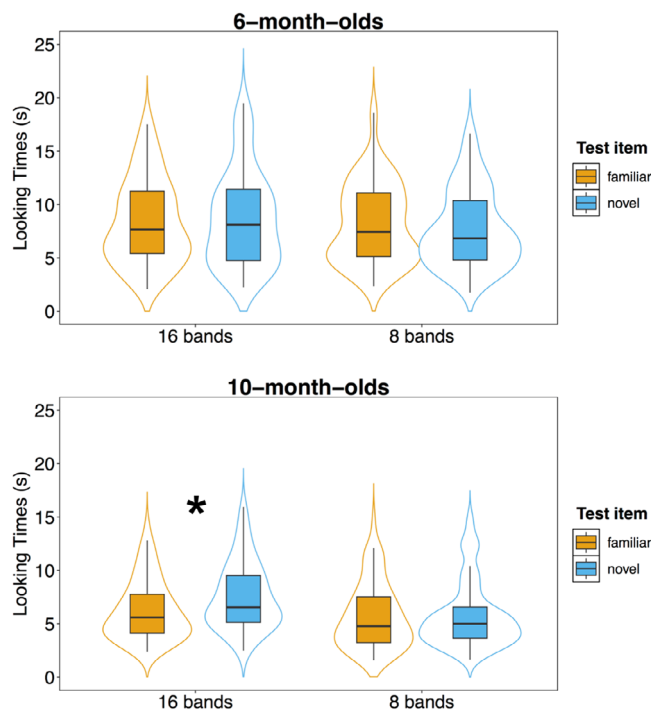 6−month−olds
25
20
15
10
5
0
Looking Times (s)
16 bands
8 bands
Test item
familiar
novel
10−month−olds
25
20
15
10
5
0
Looking Times (s)
*
16 bands
8 bands
Test item
familiar
novel